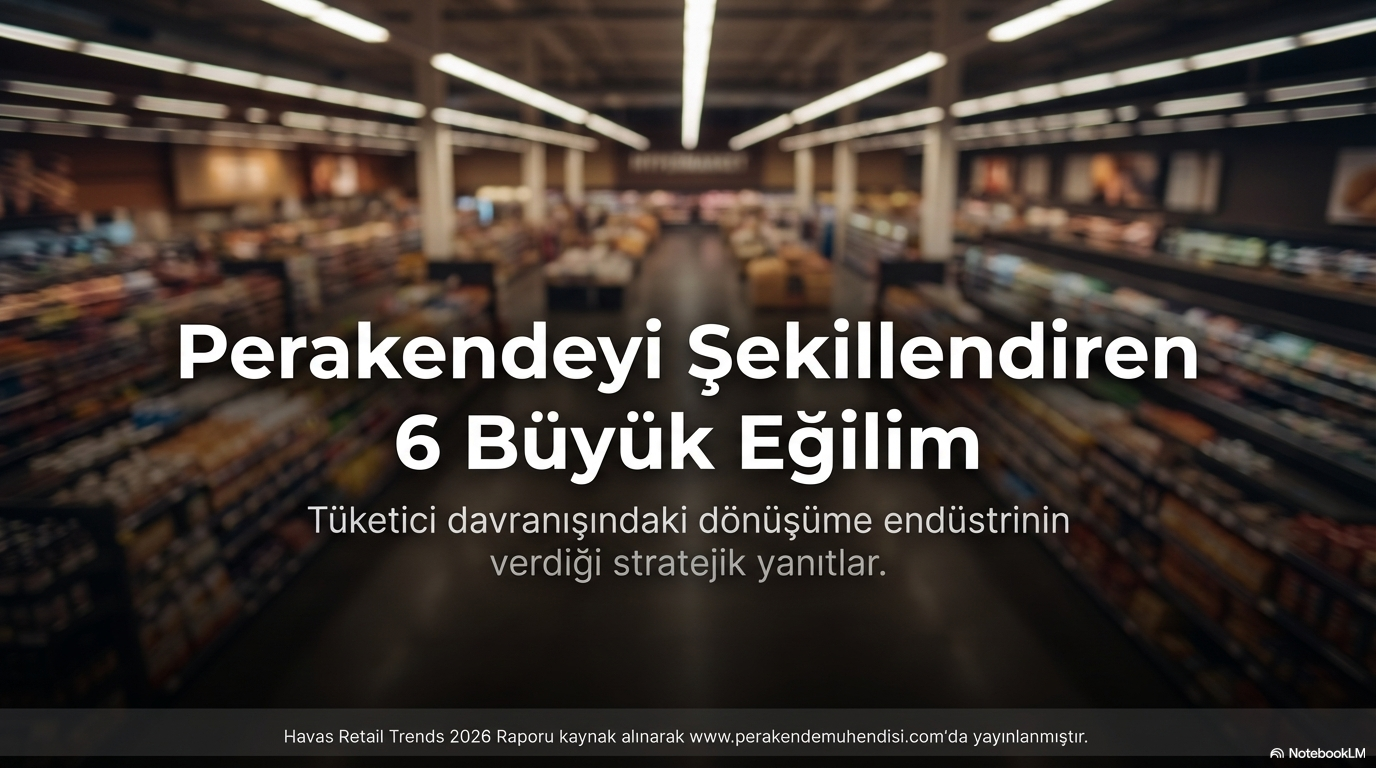 Perakendeyi Şekillendiren
6 Büyük Eğilim
Tüketici davranışındaki dönüşüme endüstrinin
verdiği stratejik yanıtlar.
Havas Retail Trends 2026 Raporu kaynak alınarak www.perakendemuhendisi.com'da yayınlanmıştır.
NotebookLM